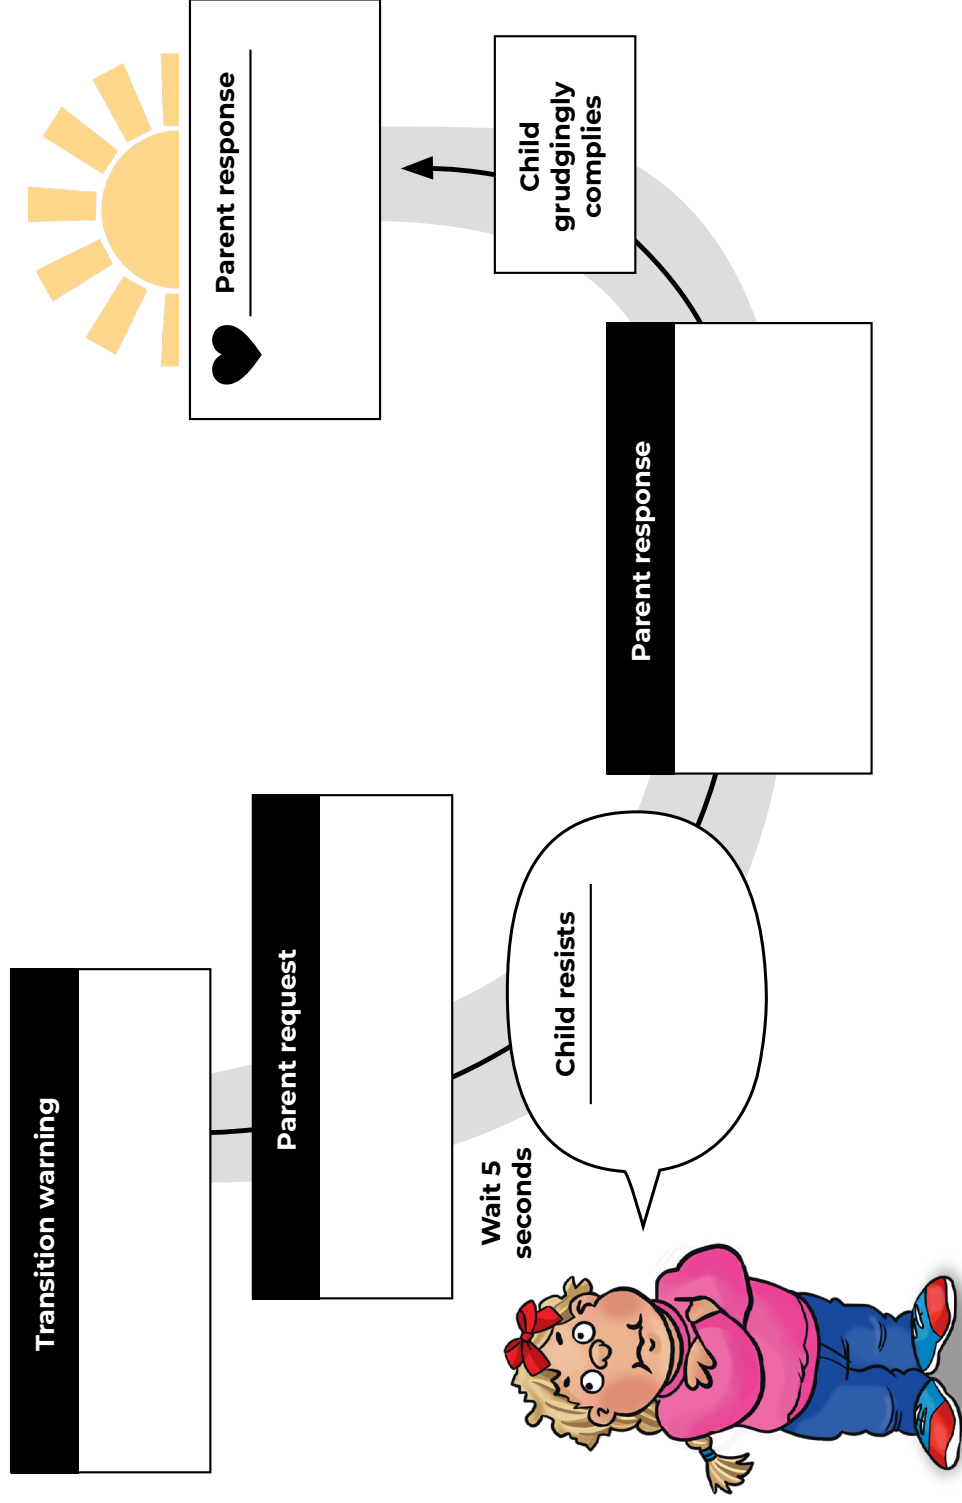 Transition warning
Parent request
Wait 5
seconds
Child resists
Parent response
Child
grudgingly
complies
Parent response